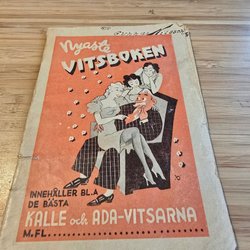 Nyaste
VITSBOKEN
INNEHÅLLER BL.A
DE BÄSTA
KALLE och ADA-VITSARNA
M.FL.